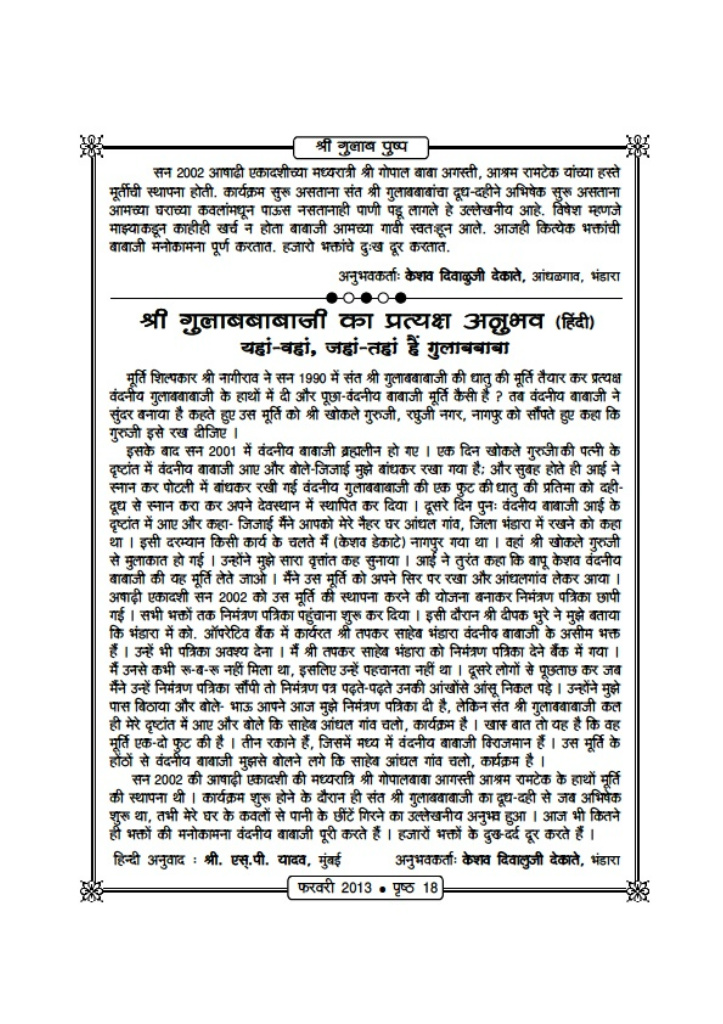 श्री गुलाब पुष्प
सन 2002 आषाढी एकादशीच्या मध्यरात्री श्री गोपाल बाबा अगस्ती, आश्रम रामटेक यांच्या हस्ते
मूर्तीची स्थापना होती. कार्यक्रम सुरू असताना संत श्री गुलाबबाबांचा दूध-दहीने अभिषेक सुरू असताना
आमच्या घराच्या कवलांमधून पाऊस नसतानाही पाणी पडू लागले हे उल्लेखनीय आहे. विषेश म्हणजे
माझ्याकडून काहीही खर्च न होता बाबाजी आमच्या गावी स्वतःहून आले. आजही कित्येक भक्तांची
बाबाजी मनोकामना पूर्ण करतात. हजारो भक्तांचे दुःख दूर करतात.
अनुभवकर्ताः केशव दिवाळुजी देकाते, आंधळगाव, भंडारा
श्री गुलाबबाबाजी का प्रत्यक्ष अनुभव (हिंदी)
यहां-वहां, जहां-तहां हैं गुलाबबाबा
मूर्ति शिल्पकार श्री नागीराव ने सन 1990 में संत श्री गुलाबबाबाजी की धातु की मूर्ति तैयार कर प्रत्यक्ष
वंदनीय गुलाबबाबाजी के हाथों में दी और पूछा-वंदनीय बाबाजी मूर्ति कैसी है ? तब वंदनीय बाबाजी ने
सुंदर बनाया है कहते हुए उस मूर्ति को श्री खोकले गुरुजी, रघुजी नगर, नागपुर को सौंपते हुए कहा कि
गुरुजी इसे रख दीजिए ।
इसके बाद सन 2001 में वंदनीय बाबाजी ब्रह्मलीन हो गए । एक दिन खोकले गुरुजी की पत्नी के
दृष्टांत में वंदनीय बाबाजी आए और बोले-जिजाई मुझे बांधकर रखा गया है; और सुबह होते ही आई ने
स्नान कर पोटली में बांधकर रखी गई वंदनीय गुलाबबाबाजी की एक फुट की धातु की प्रतिमा को दही-
दूध से स्नान करा कर अपने देवस्थान में स्थापित कर दिया । दूसरे दिन पुनः वंदनीय बाबाजी आई के
दृष्टांत में आए और कहा- जिजाई मैंने आपको मेरे नैहर घर आंधल गांव, जिला भंडारा में रखने को कहा
था । इसी दरम्यान किसी कार्य के चलते मैं (केशव डेकाटे) नागपुर गया था । वहां श्री खोकले गुरुजी
से मुलाकात हो गई । उन्होंने मुझे सारा वृत्तांत कह सुनाया । आई ने तुरंत कहा कि बापू केशव वंदनीय
बाबाजी की यह मूर्ति लेते जाओ । मैंने उस मूर्ति को अपने सिर पर रखा और आंधलगांव लेकर आया ।
अषाढ़ी एकादशी सन 2002 को उस मूर्ति की स्थापना करने की योजना बनाकर निमंत्रण पत्रिका छापी
गई । सभी भक्तों तक निमंत्रण पत्रिका पहुंचाना शुरू कर दिया । इसी दौरान श्री दीपक भुरे ने मुझे बताया
कि भंडारा में को. ऑपरेटिव बैंक में कार्यरत श्री तपकर साहेब भंडारा वंदनीय बाबाजी के असीम भक्त
हैं । उन्हें भी पत्रिका अवश्य देना । मैं श्री तपकर साहेब भंडारा को निमंत्रण पत्रिका देने बैंक में गया ।
मैं उनसे कभी रू-ब-रू नहीं मिला था, इसलिए उन्हें पहचानता नहीं था । दूसरे लोगों से पूछताछ कर जब
मैंने उन्हें निमंत्रण पत्रिका सौंपी तो निमंत्रण पत्र पढ़ते-पढ़ते उनकी आंखोंसे आंसू निकल पड़े । उन्होंने मुझे
पास बिठाया और बोले- भाऊ आपने आज मुझे निमंत्रण पत्रिका दी है, लेकिन संत श्री गुलाबबाबाजी कल
ही मेरे दृष्टांत में आए और बोले कि साहेब आंधल गांव चलो, कार्यक्रम है । खास बात तो यह है कि वह
मूर्ति एक-दो फुट की है । तीन रकाने हैं, जिसमें मध्य में वंदनीय बाबाजी बिराजमान हैं । उस मूर्ति के
होंठों से वंदनीय बाबाजी मुझसे बोलने लगे कि साहेब आंधल गांव चलो, कार्यक्रम है ।
सन 2002 की आषाढ़ी एकादशी की मध्यरात्रि श्री गोपालबाबा आगस्ती आश्रम रामटेक के हाथों मूर्ति
की स्थापना थी । कार्यक्रम शुरू होने के दौरान ही संत श्री गुलाबबाबाजी का दूध-दही से जब अभिषेक
शुरू था, तभी मेरे घर के कवलों से पानी के छींटें गिरने का उल्लेखनीय अनुभव हुआ । आज भी कितने
ही भक्तों की मनोकामना वंदनीय बाबाजी पूरी करते हैं । हजारों भक्तों के दुख-दर्द दूर करते हैं ।
हिन्दी अनुवाद : श्री. एस्.पी. यादव, मुंबई अनुभवकर्ताः केशव दिवालुजी देकाते, भंडारा
फरवरी 2013 ● पृष्ठ 18